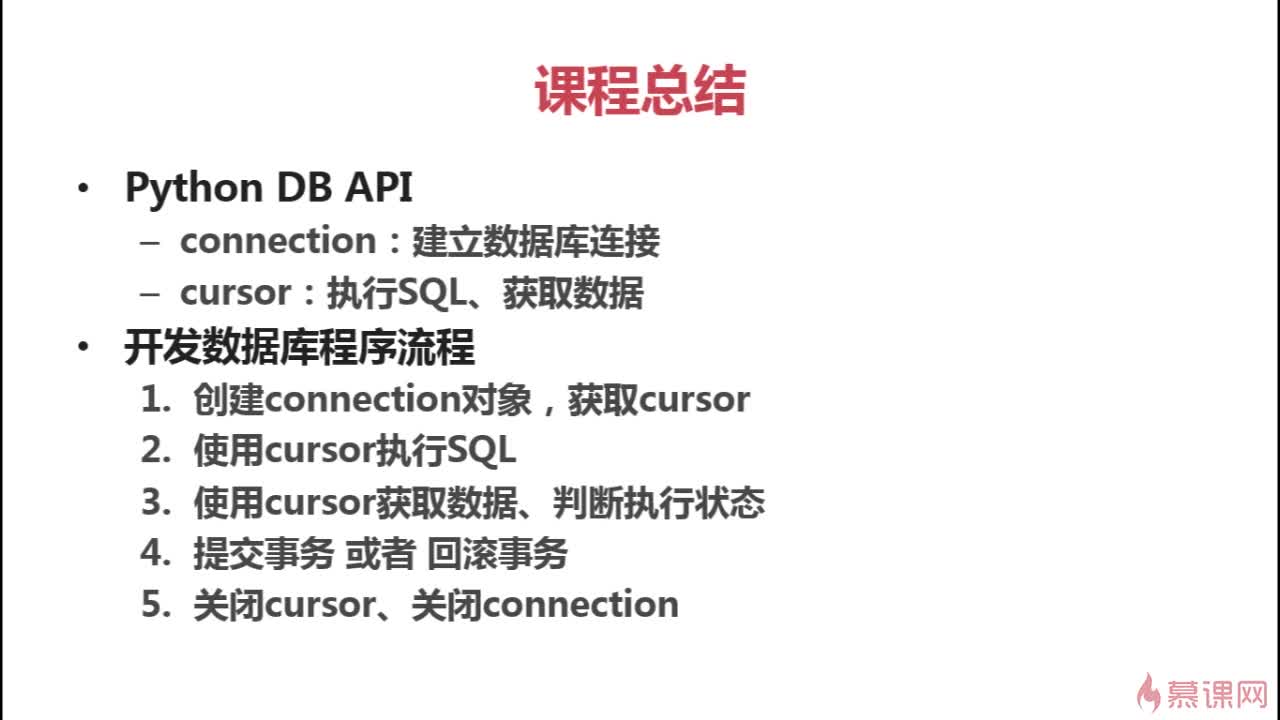 课程总结
• Python DB API
– connection：建立数据库连接
– cursor：执行SQL、获取数据
• 开发数据库程序流程
1. 创建connection对象，获取cursor
2. 使用cursor执行SQL
3. 使用cursor获取数据、判断执行状态
4. 提交事务 或者 回滚事务
5. 关闭cursor、关闭connection
慕课网